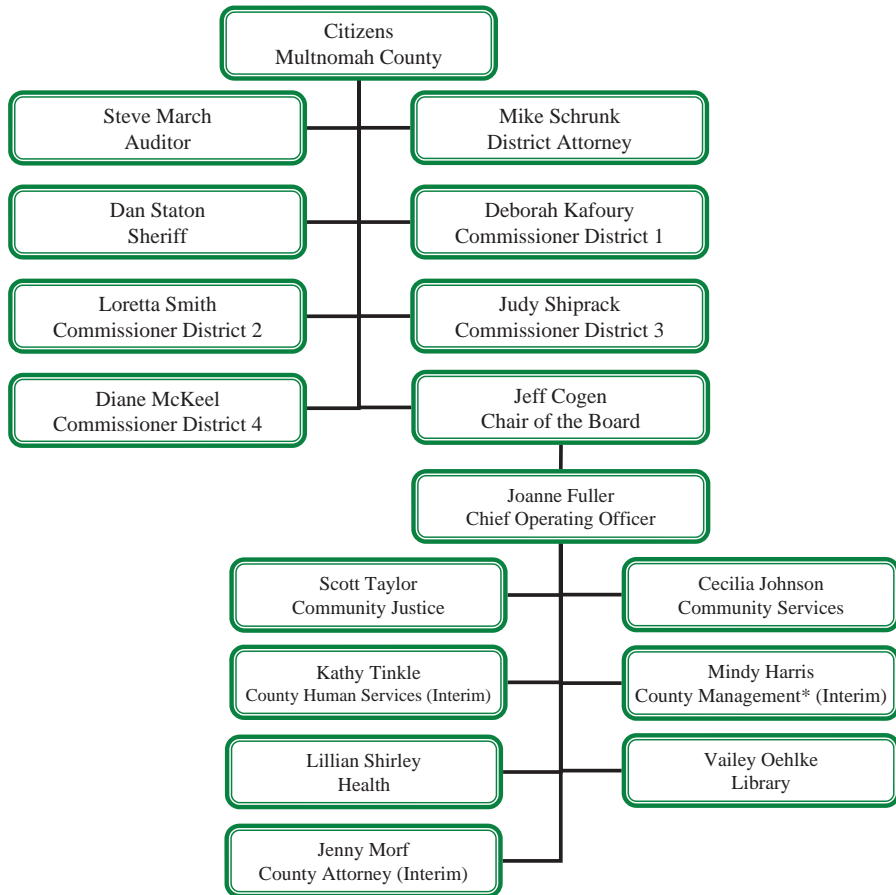 Citizens
Multnomah County
Steve March
Auditor
Mike Schrunk
District Attorney
Dan Staton
Sheriff
Deborah Kafoury
Commissioner District 1
Loretta Smith
Commissioner District 2
Judy Shiprack
Commissioner District 3
Diane McKeel
Commissioner District 4
Jeff Cogen
Chair of the Board
Joanne Fuller
Chief Operating Officer
Scott Taylor
Community Justice
Cecilia Johnson
Community Services
Kathy Tinkle
County Human Services (Interim)
Mindy Harris
County Management* (Interim)
Lillian Shirley
Health
Vailey Oehlke
Library
Jenny Morf
County Attorney (Interim)